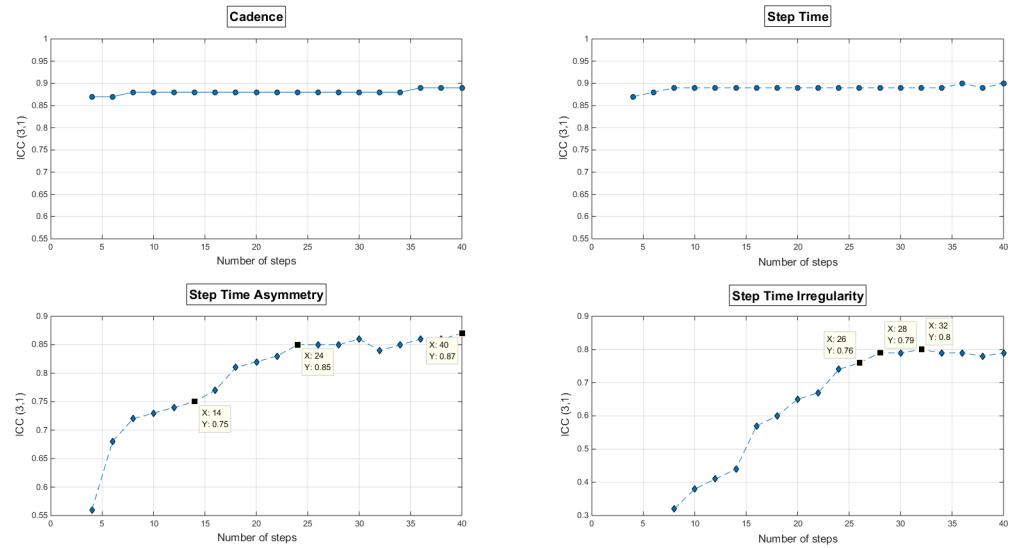 Cadence
1
0.95
0.9
0.85
0.8
0.75
0.7
0.65
0.6
0.55
ICC (3,1)
0 5 10 15 20 25 30 35 40
Number of steps
Step Time
1
0.95
0.9
0.85
0.8
0.75
0.7
0.65
0.6
0.55
ICC (3,1)
0 5 10 15 20 25 30 35 40
Number of steps
Step Time Asymmetry
0.9
0.85
0.8
0.75
0.7
0.65
0.6
0.55
ICC (3,1)
X: 14
Y: 0.75
X: 24
Y: 0.85
X: 40
Y: 0.87
0 5 10 15 20 25 30 35 40
Number of steps
Step Time Irregularity
0.9
0.8
0.7
0.6
0.5
0.4
0.3
ICC (3,1)
X: 26
Y: 0.76
X: 28
Y: 0.79
X: 32
Y: 0.8
0 5 10 15 20 25 30 35 40
Number of steps